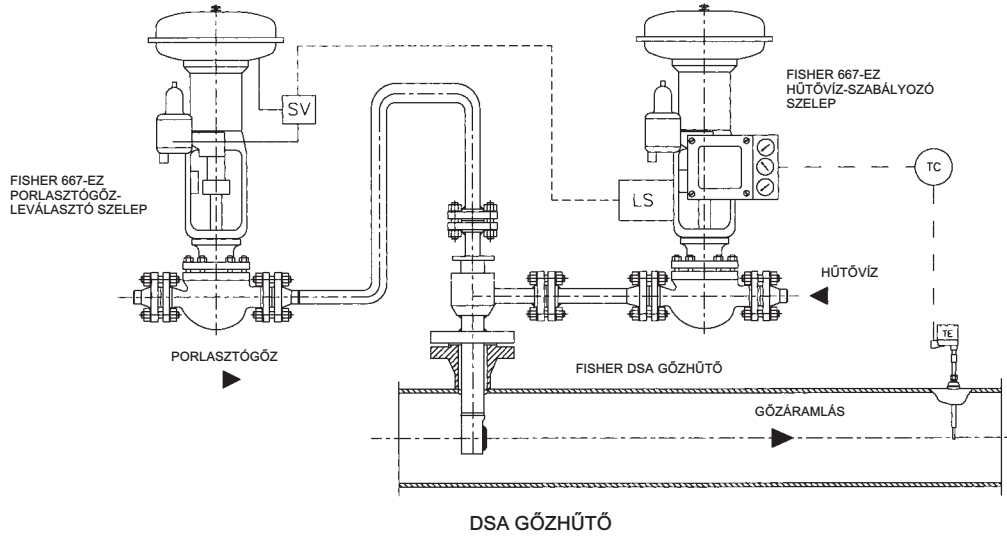 FISHER 667-EZ
HŰTŐVÍZ-SZABÁLYOZÓ
SZELEP
SV
TC
FISHER 667-EZ
PORLASZTÓGŐZ-
LEVÁLASZTÓ SZELEP
LS
HŰTŐVÍZ
TE
PORLASZTÓGŐZ
FISHER DSA GŐZHŰTŐ
GŐZÁRAMLÁS
DSA GŐZHŰTŐ